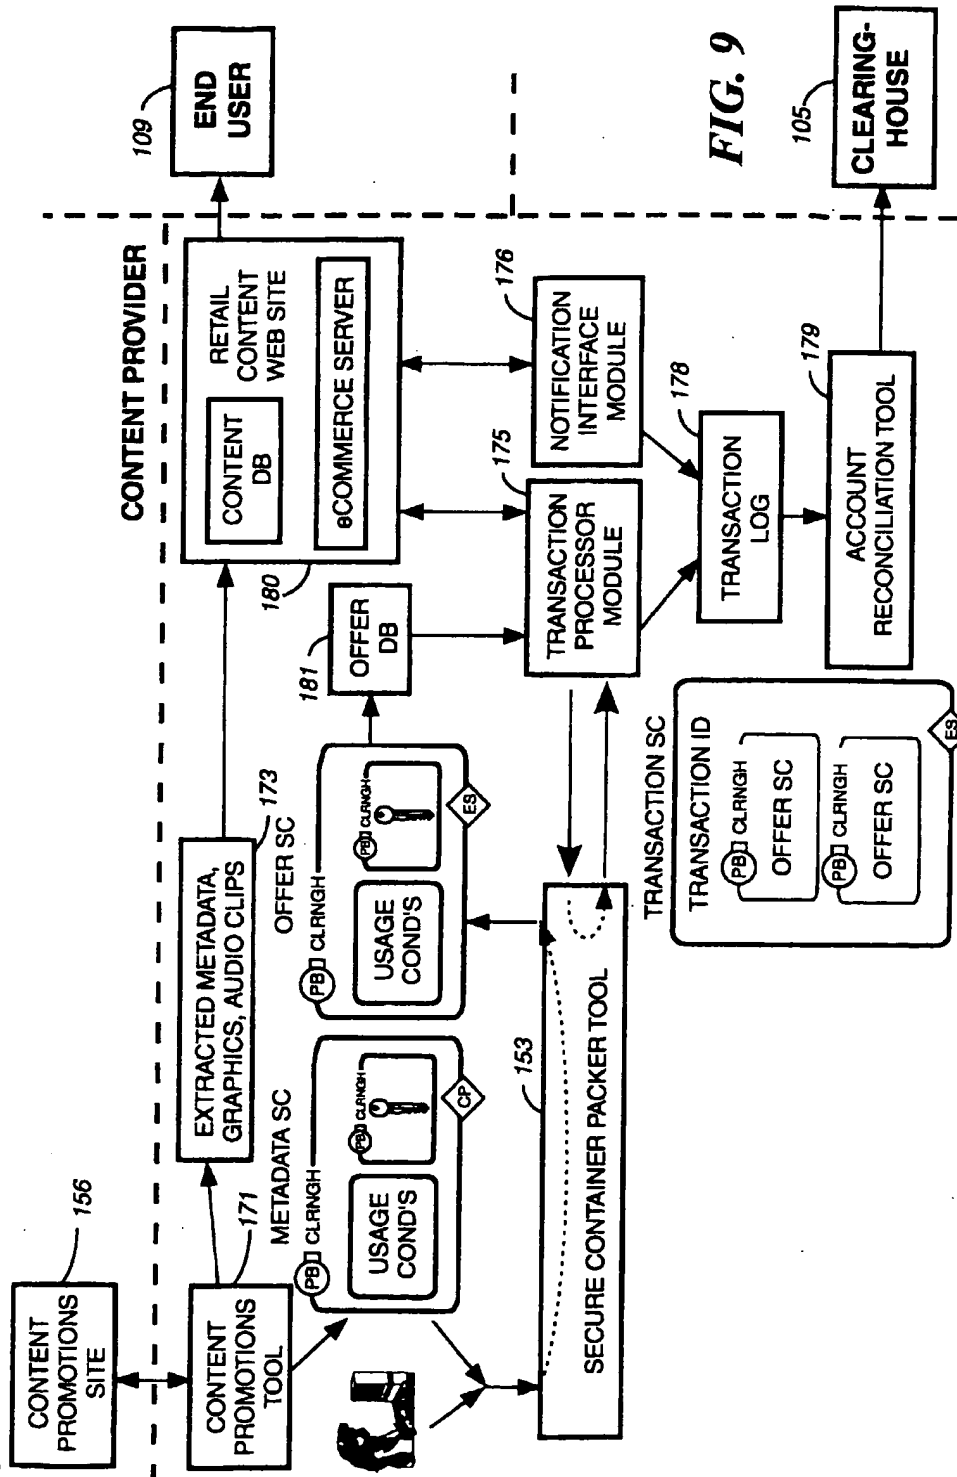 CONTENT
PROMOTIONS
SITE
156
CONTENT PROVIDER
CONTENT
PROMOTIONS
TOOL
171
EXTRACTED METADATA,
GRAPHICS, AUDIO CLIPS
173
CONTENT
DB
RETAIL
CONTENT
WEB SITE
eCOMMERCE SERVER
180
END
USER
109
METADATA SC
PB CLRNGH
USAGE
COND'S
PB CLRNGH
CP
OFFER SC
PB CLRNGH
USAGE
COND'S
PB CLRNGH
ES
OFFER
DB
181
SECURE CONTAINER PACKER TOOL
153
TRANSACTION
PROCESSOR
MODULE
175
NOTIFICATION
INTERFACE
MODULE
176
TRANSACTION
LOG
178
TRANSACTION SC
TRANSACTION ID
PB CLRNGH
OFFER SC
PB CLRNGH
OFFER SC
ES
ACCOUNT
RECONCILIATION TOOL
179
CLEARING-
HOUSE
105
FIG. 9